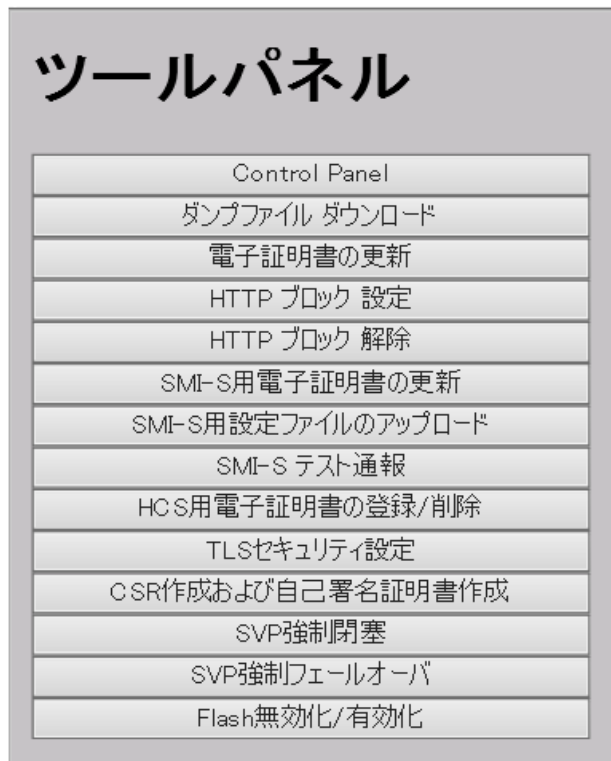 ツールパネル
Control Panel
ダンプファイル ダウンロード
電子証明書の更新
HTTP ブロック 設定
HTTP ブロック 解除
SMI-S用電子証明書の更新
SMI-S用設定ファイルのアップロード
SMI-S テスト通報
HCS用電子証明書の登録/削除
TLSセキュリティ設定
CSR作成および自己署名証明書作成
SVP強制閉塞
SVP強制フェールオーバ
Flash無効化/有効化